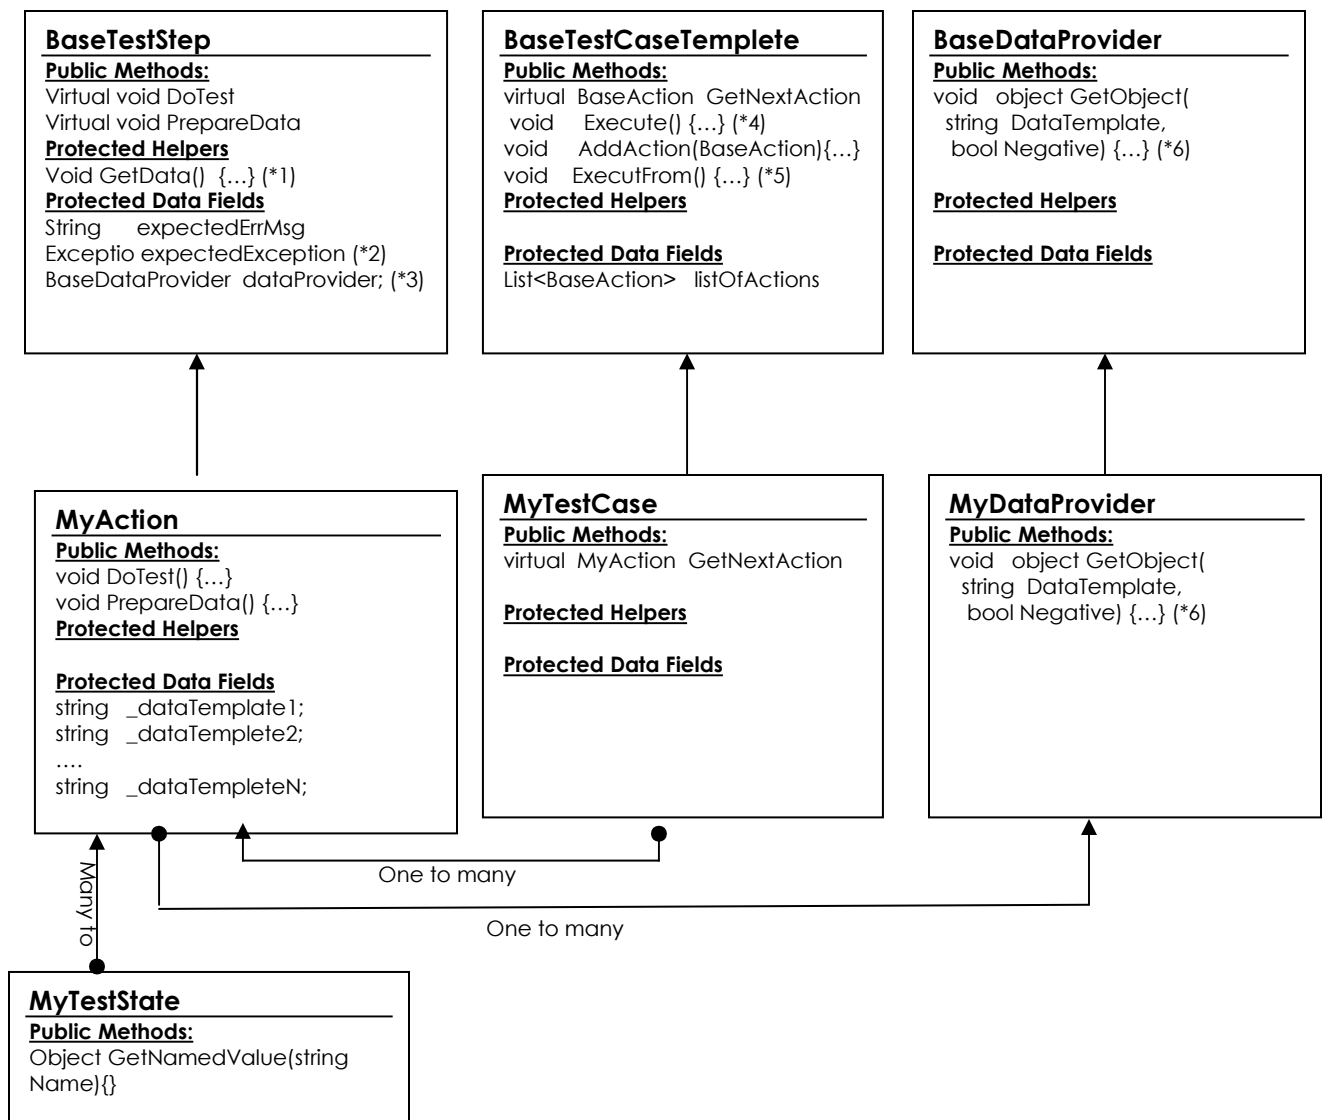 BaseTestStep
Public Methods:
Virtual void DoTest
Virtual void PrepareData
Protected Helpers
Void GetData() {…} (*1)
Protected Data Fields
String expectedErrMsg
Exceptio expectedException (*2)
BaseDataProvider dataProvider; (*3)
BaseTestCaseTemplete
Public Methods:
virtual BaseAction GetNextAction
void Execute() {…} (*4)
void AddAction(BaseAction){…}
void ExecutFrom() {…} (*5)
Protected Helpers
Protected Data Fields
List<BaseAction> listOfActions
BaseDataProvider
Public Methods:
void object GetObject(
string DataTemplate,
bool Negative) {…} (*6)
Protected Helpers
Protected Data Fields
MyAction
Public Methods:
void DoTest() {…}
void PrepareData() {…}
Protected Helpers
Protected Data Fields
string _dataTemplate1;
string _dataTemplete2;
….
string _dataTempleteN;
MyTestCase
Public Methods:
virtual MyAction GetNextAction
Protected Helpers
Protected Data Fields
MyDataProvider
Public Methods:
void object GetObject(
string DataTemplate,
bool Negative) {…} (*6)
One to many
Many to
One to many
MyTestState
Public Methods:
Object GetNamedValue(string
Name){}